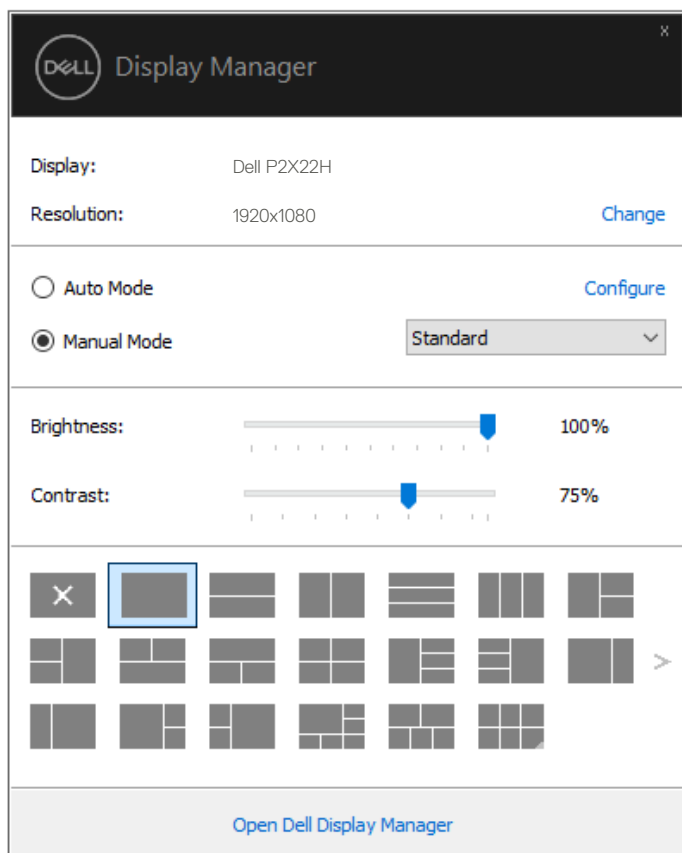 x
DELL Display Manager
Display: Dell P2X22H
Resolution: 1920x1080 Change
Auto Mode Configure
Manual Mode Standard
Brightness: 100%
Contrast: 75%
Open Dell Display Manager